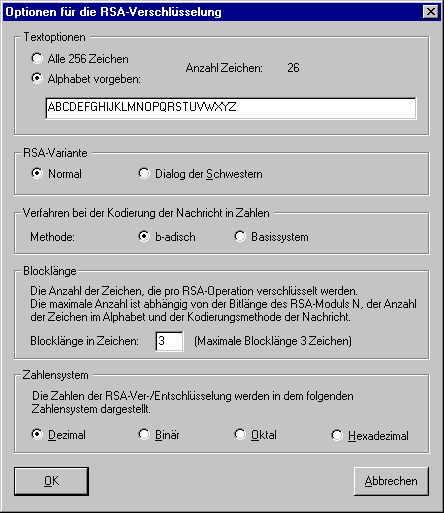 Optionen für die RSA-Verschlüsselung
Textoptionen
Alle 256 Zeichen
Anzahl Zeichen: 26
Alphabet vorgeben:
ABCDEFGHIJKLMNOPQRSTUVWXYZ
RSA-Variante
Normal Dialog der Schwestern
Verfahren bei der Kodierung der Nachricht in Zahlen
Methode: b-adisch Basissystem
Blocklänge
Die Anzahl der Zeichen, die pro RSA-Operation verschlüsselt werden.
Die maximale Anzahl ist abhängig von der Bitlänge des RSA-Moduls N, der Anzahl
der Zeichen im Alphabet und der Kodierungsmethode der Nachricht.
Blocklänge in Zeichen: 3 (Maximale Blocklänge 3 Zeichen)
Zahlensystem
Die Zahlen der RSA-Ver-/Entschlüsselung werden in dem folgenden
Zahlensystem dargestellt.
Dezimal Binär Oktal Hexadezimal
OK Abbrechen